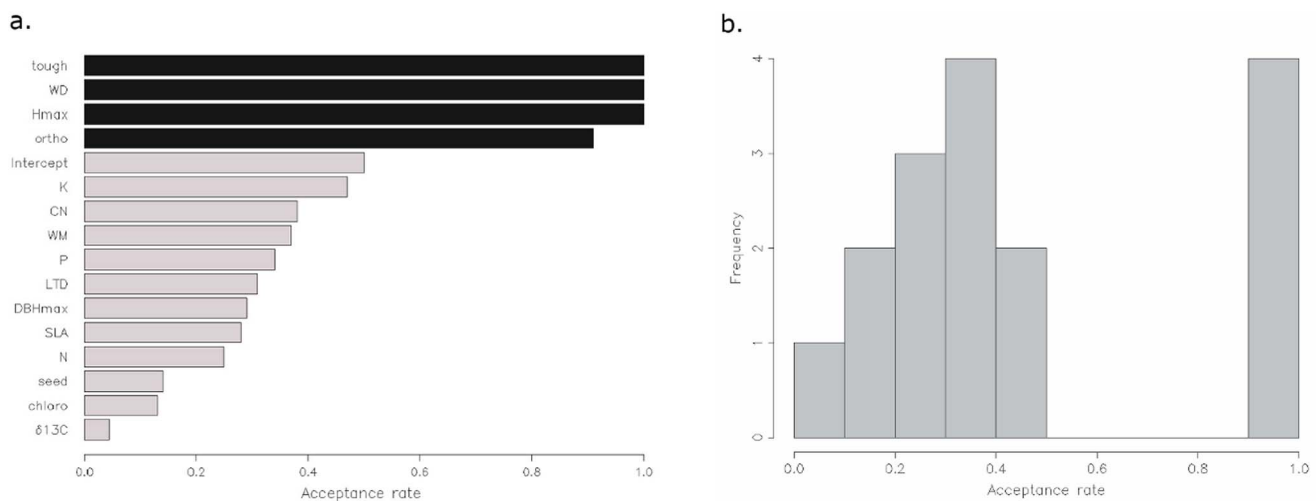 a.
tough
WD
Hmax
ortho
Intercept
K
CN
WM
P
LTD
DBHmax
SLA
N
seed
chloro
δ13C
0.0 0.2 0.4 0.6 0.8 1.0
Acceptance rate
b.
Frequency
4
3
2
1
0
0.0 0.2 0.4 0.6 0.8 1.0
Acceptance rate